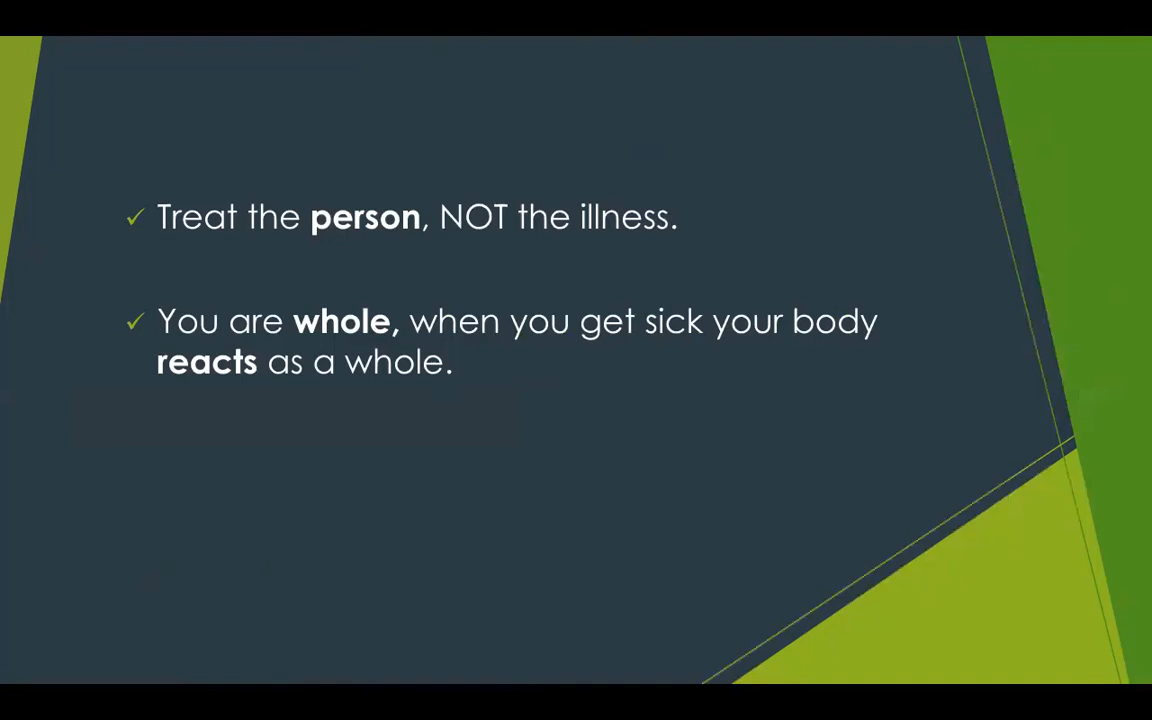 ✓ Treat the person, NOT the illness.
✓ You are whole, when you get sick your body
reacts as a whole.